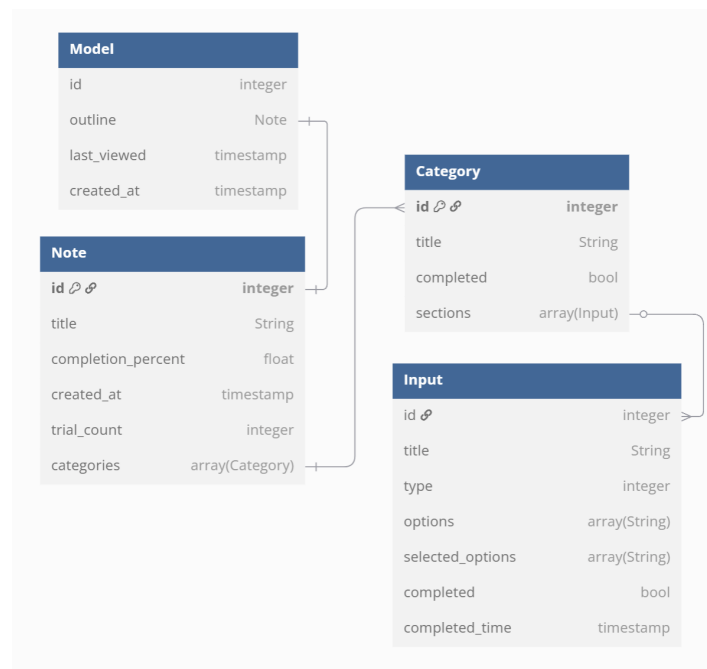 Model
id integer
outline Note
last_viewed timestamp
created_at timestamp
Note
id integer
title String
completion_percent float
created_at timestamp
trial_count integer
categories array(Category)
Category
id integer
title String
completed bool
sections array(Input)
Input
id integer
title String
type integer
options array(String)
selected_options array(String)
completed bool
completed_time timestamp